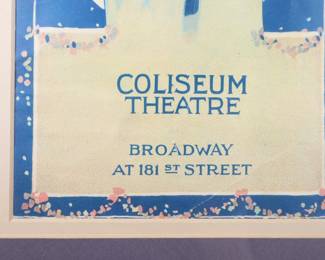 COLISEUM
THEATRE
BROADWAY
AT 181 ST STREET